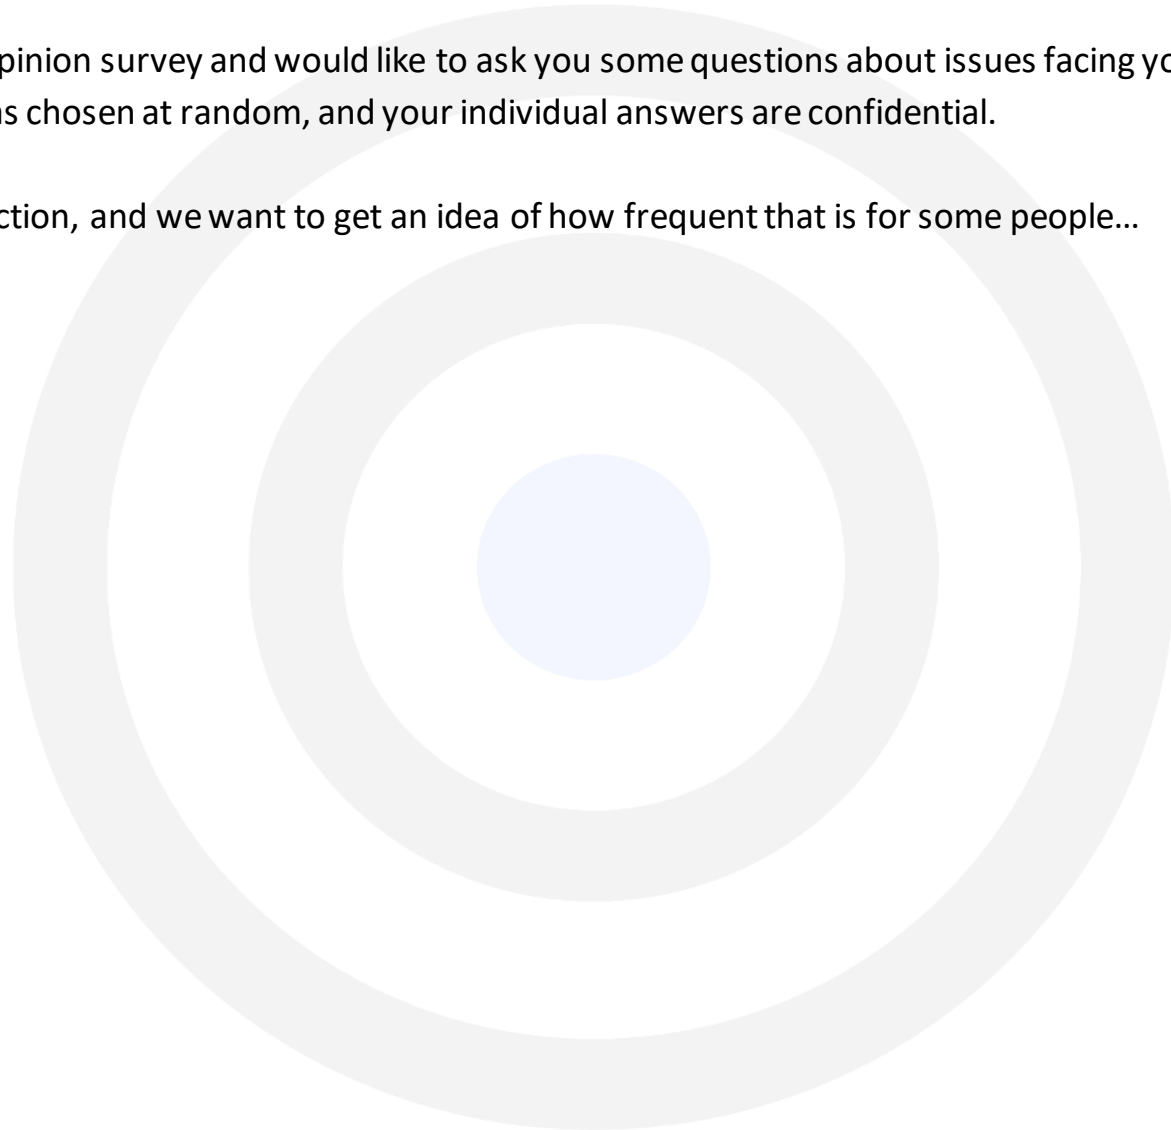 pinion survey and would like to ask you some questions about issues facing yo
s chosen at random, and your individual answers are confidential.
ction, and we want to get an idea of how frequent that is for some people…